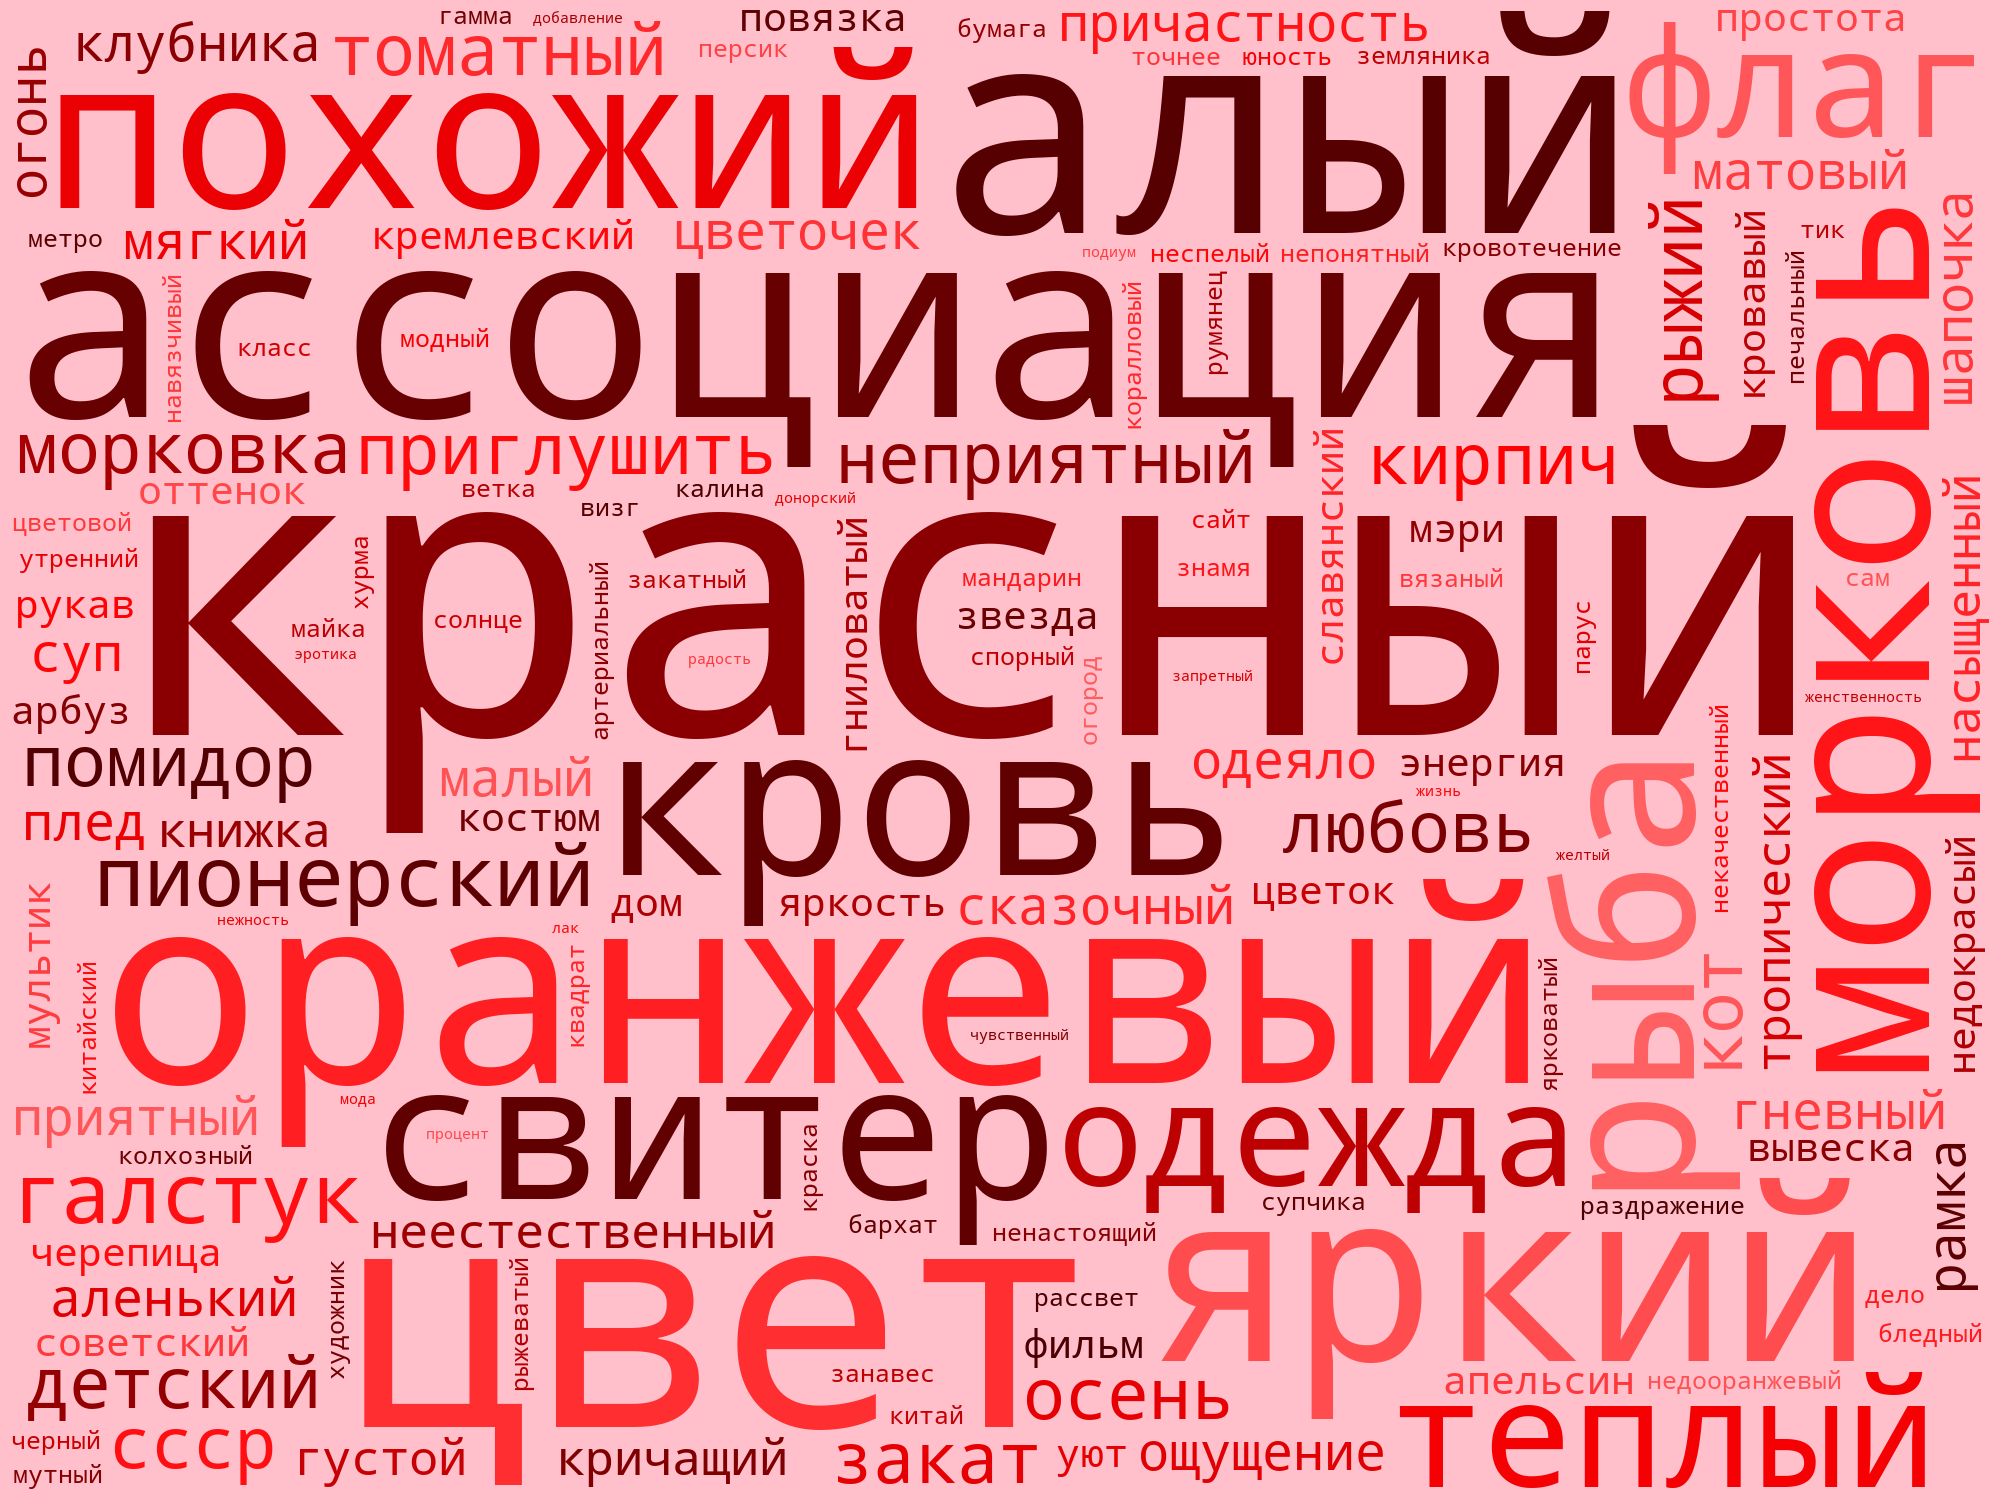 гамма
добавление
повязка
бумага
причастность
простота
клубника
томатный
персик
точнее
юность
земляника
огонь
похожий
алый
флаг
матовый
метро
мягкий
кремлевский
цветочек
подиум
неспелый
непонятный
кровотечение
рыжий
кровавый
тик
печальный
шапочка
ассоциация
навязчивый
класс
модный
коралловый
румянец
морковь
морковка
приглушить
неприятный
славянский
кирпич
оттенок
ветка
визг
калина
донорский
насыщенный
цветовой
утренний
рукав
суп
арбуз
красный
хурма
майка
эротика
солнце
артериальный
закатный
радость
гниловатый
мандарин
звезда
спорный
огород
сайт
знамя
запретный
мэри
вязаный
парус
сам
женственность
помидор
малый
кровь
одеяло
энергия
жизнь
плед
книжка
костюм
любовь
желтый
рыба
некачественный
тропический
недокрасый
пионерский
дом
яркость
сказочный
цветок
мультик
нежность
лак
китайский
оранжевый
квадрат
чувственный
ярковатый
кот
приятный
мода
свитер
процент
краска
одежда
гневный
вывеска
колхозный
галстук
неестественный
бархат
ненастоящий
супчика
раздражение
рамка
черепица
аленький
советский
художник
рыжеватый
цвет
яркий
рассвет
фильм
дело
бледный
детский
занавес
китай
осень
апельсин
недооранжевый
теплый
черный
мутный
ссср
густой
кричащий
закат
уют
ощущение